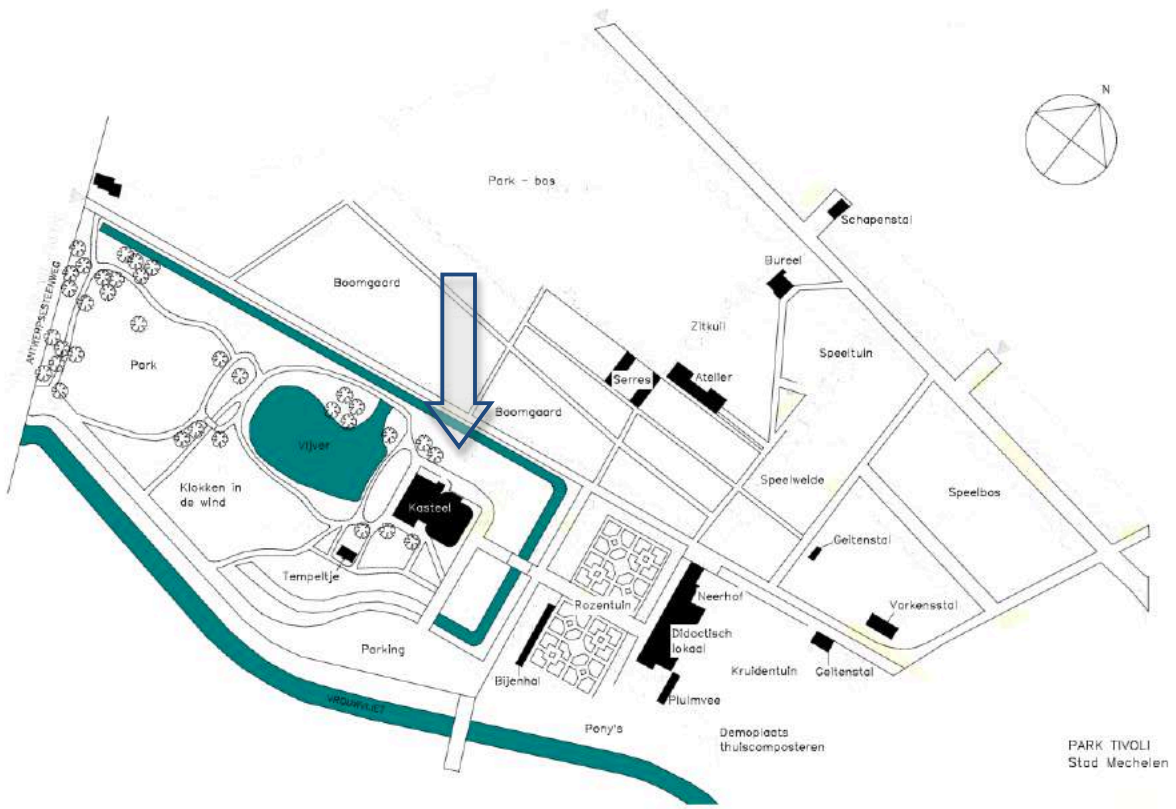 N
Park - bos
Schapenstal
Bureel
Boomgaard
Zitkuil
ANTWERPSESTEENWEG
Speeltuin
Park
Serres
Atelier
Boomgaard
Vijver
Klokken in
de wind
Kasteel
Speelweide
Speelbos
Geitenstal
Tempeltje
Neerhof
Rozentuin
Varkensstal
Didactisch
lokaal
Parking
Kruidentuin
Geitenstal
Bijenhal
Pluimvee
VROUWVLIET
Pony's
Demoplaats
thuiscomposteren
PARK TIVOLI
Stad Mechelen